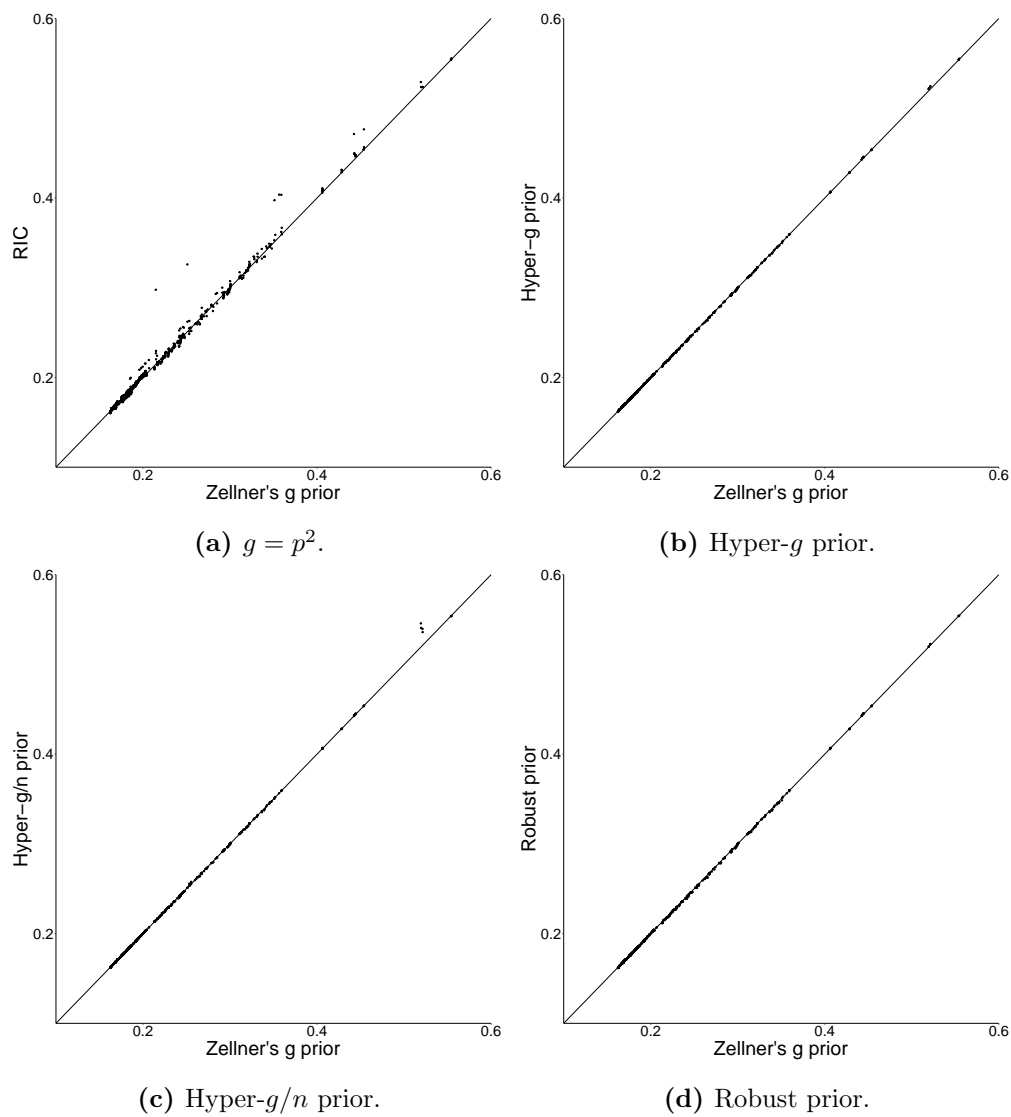 0.6
RIC
0.4
0.2
0.2 0.4 0.6
Zellner's g prior
(a) g = p².
0.6
Hyper−g prior
0.4
0.2
0.2 0.4 0.6
Zellner's g prior
(b) Hyper-g prior.
0.6
Hyper−g/n prior
0.4
0.2
0.2 0.4 0.6
Zellner's g prior
(c) Hyper-g/n prior.
0.6
Robust prior
0.4
0.2
0.2 0.4 0.6
Zellner's g prior
(d) Robust prior.